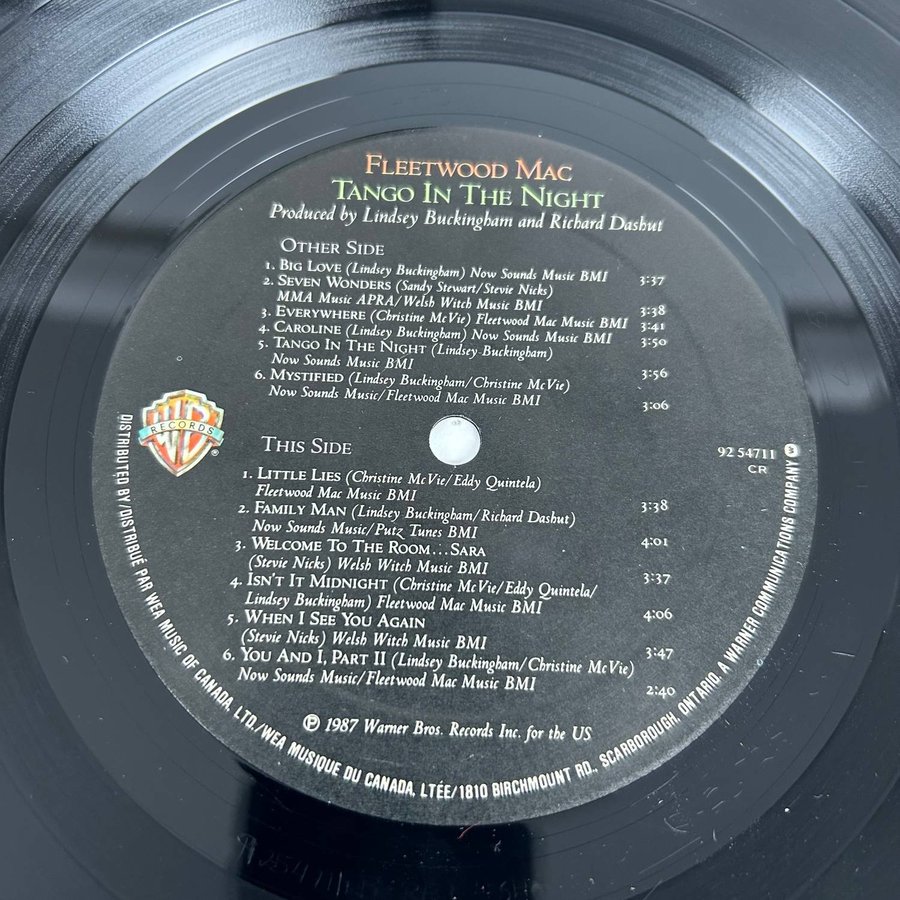 FLEETWOOD MAC
TANGO IN THE NIGHT
Produced by Lindsey Buckingham and Richard Dashut
OTHER SIDE
1. BIG LOVE (Lindsey Buckingham) Now Sounds Music BMI 3:37
2. SEVEN WONDERS (Sandy Stewart/Stevie Nicks)
MMA Music APRA/Welsh Witch Music BMI 3:38
3. EVERYWHERE (Christine McVie) Fleetwood Mac Music BMI 3:41
4. CAROLINE (Lindsey Buckingham) Now Sounds Music BMI 3:50
5. TANGO IN THE NIGHT (Lindsey Buckingham)
Now Sounds Music BMI 3:56
6. MYSTIFIED (Lindsey Buckingham/Christine McVie)
Now Sounds Music/Fleetwood Mac Music BMI 3:06
WB
RECORDS
®
92 54711 W
CR
THIS SIDE
1. LITTLE LIES (Christine McVie/Eddy Quintela)
Fleetwood Mac Music BMI 3:38
2. FAMILY MAN (Lindsey Buckingham/Richard Dashut)
Now Sounds Music/Putz Tunes BMI 4:01
3. WELCOME TO THE ROOM...SARA
(Stevie Nicks) Welsh Witch Music BMI 3:37
4. ISN'T IT MIDNIGHT (Christine McVie/Eddy Quintela/
Lindsey Buckingham) Fleetwood Mac Music BMI 4:06
5. WHEN I SEE YOU AGAIN
(Stevie Nicks) Welsh Witch Music BMI 3:47
6. YOU AND I, PART II (Lindsey Buckingham/Christine McVie)
Now Sounds Music/Fleetwood Mac Music BMI 2:40
℗ 1987 Warner Bros. Records Inc. for the US
DISTRIBUTED BY/DISTRIBUÉ PAR WEA MUSIC OF CANADA, LTD./WEA MUSIQUE DU CANADA, LTÉE/1810 BIRCHMOUNT RD., SCARBOROUGH, ONTARIO. A WARNER COMMUNICATIONS COMPANY